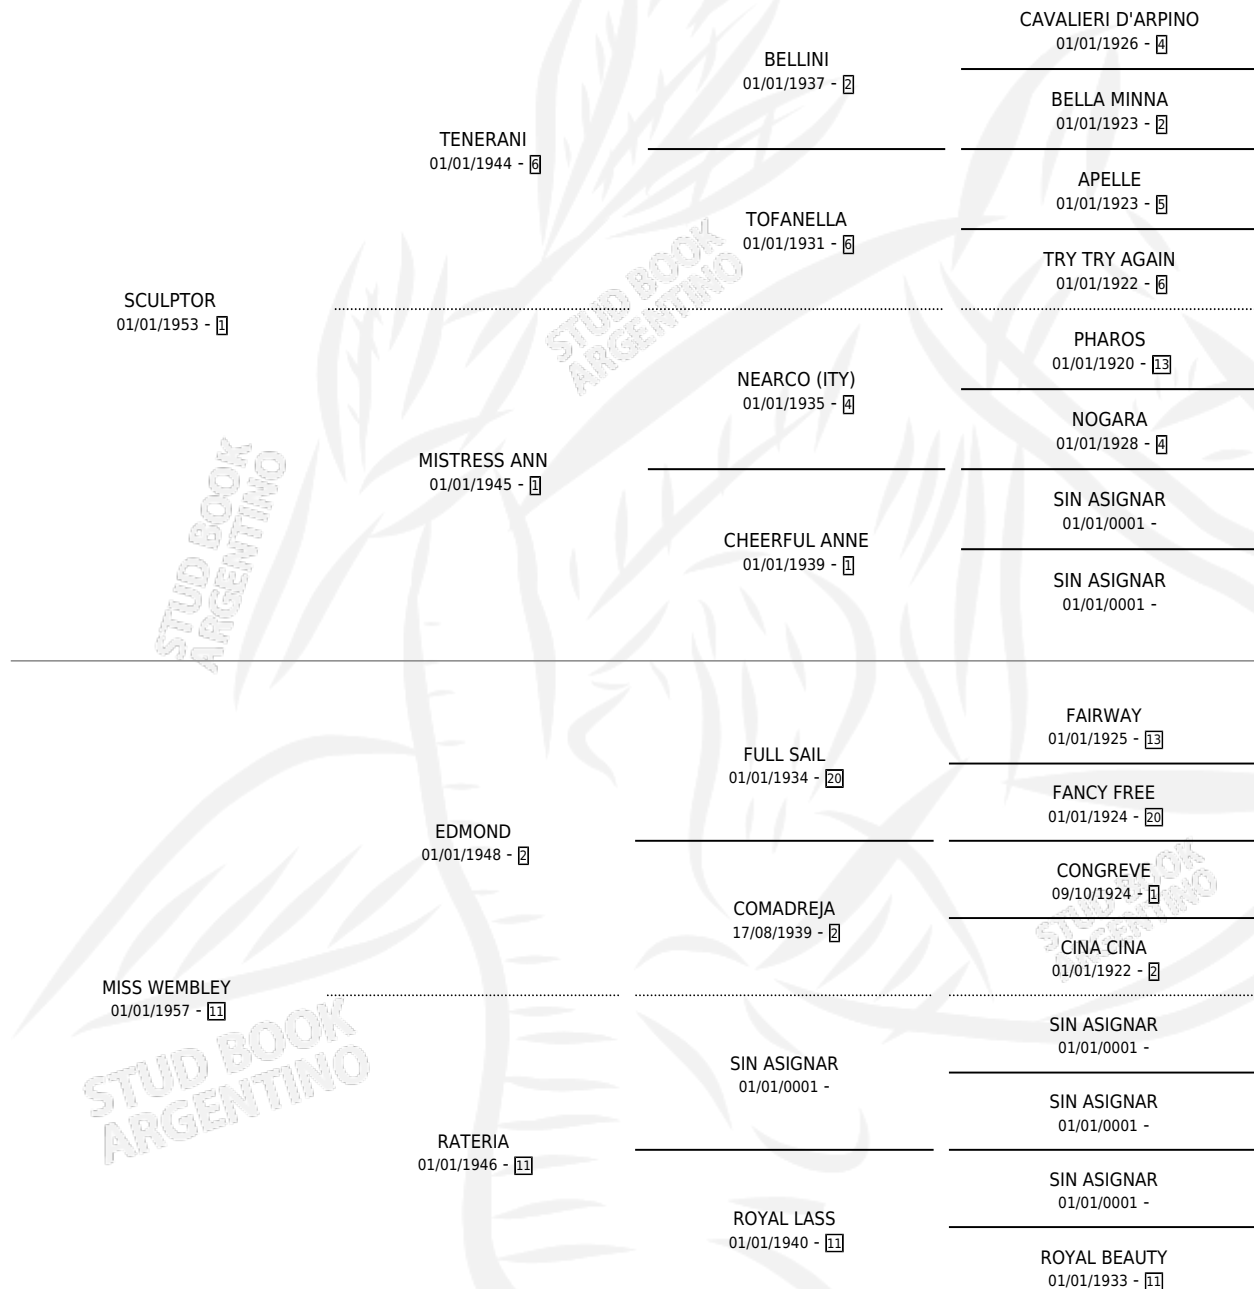 CAVALIERI D'ARPINO
01/01/1926 - 4
BELLINI
01/01/1937 - 2
BELLA MINNA
01/01/1923 - 2
TENERANI
01/01/1944 - 6
APELLE
01/01/1923 - 5
TOFANELLA
01/01/1931 - 6
TRY TRY AGAIN
01/01/1922 - 6
SCULPTOR
01/01/1953 - 1
PHAROS
01/01/1920 - 13
NEARCO (ITY)
01/01/1935 - 4
NOGARA
01/01/1928 - 4
MISTRESS ANN
01/01/1945 - 1
SIN ASIGNAR
01/01/0001 -
CHEERFUL ANNE
01/01/1939 - 1
SIN ASIGNAR
01/01/0001 -
FAIRWAY
01/01/1925 - 13
FULL SAIL
01/01/1934 - 20
FANCY FREE
01/01/1924 - 20
EDMOND
01/01/1948 - 2
CONGREVE
09/10/1924 - 1
COMADREJA
17/08/1939 - 2
CINA CINA
01/01/1922 - 2
MISS WEMBLEY
01/01/1957 - 11
SIN ASIGNAR
01/01/0001 -
SIN ASIGNAR
01/01/0001 -
SIN ASIGNAR
01/01/0001 -
RATERIA
01/01/1946 - 11
SIN ASIGNAR
01/01/0001 -
ROYAL LASS
01/01/1940 - 11
ROYAL BEAUTY
01/01/1933 - 11
STUD BOOK
ARGENTINO
STUD BOOK
ARGENTINO
STUD BOOK
ARGENTINO
STUD BOOK
ARGENTINO